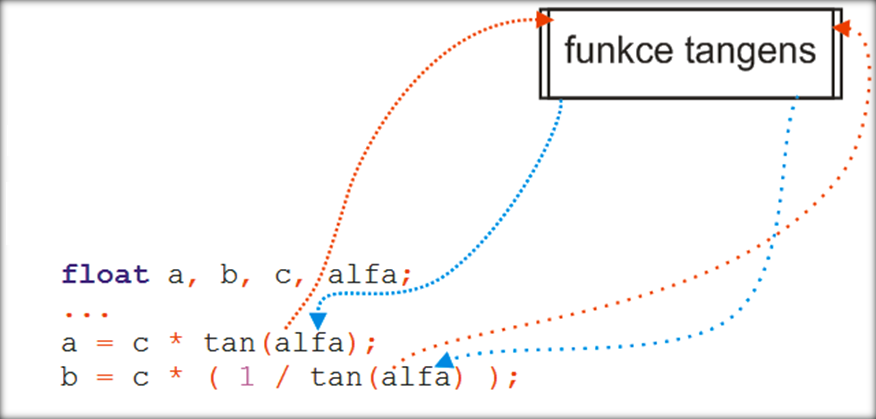 funkce tangens
float a, b, c, alfa;
...
a = c * tan(alfa);
b = c * ( 1 / tan(alfa) );